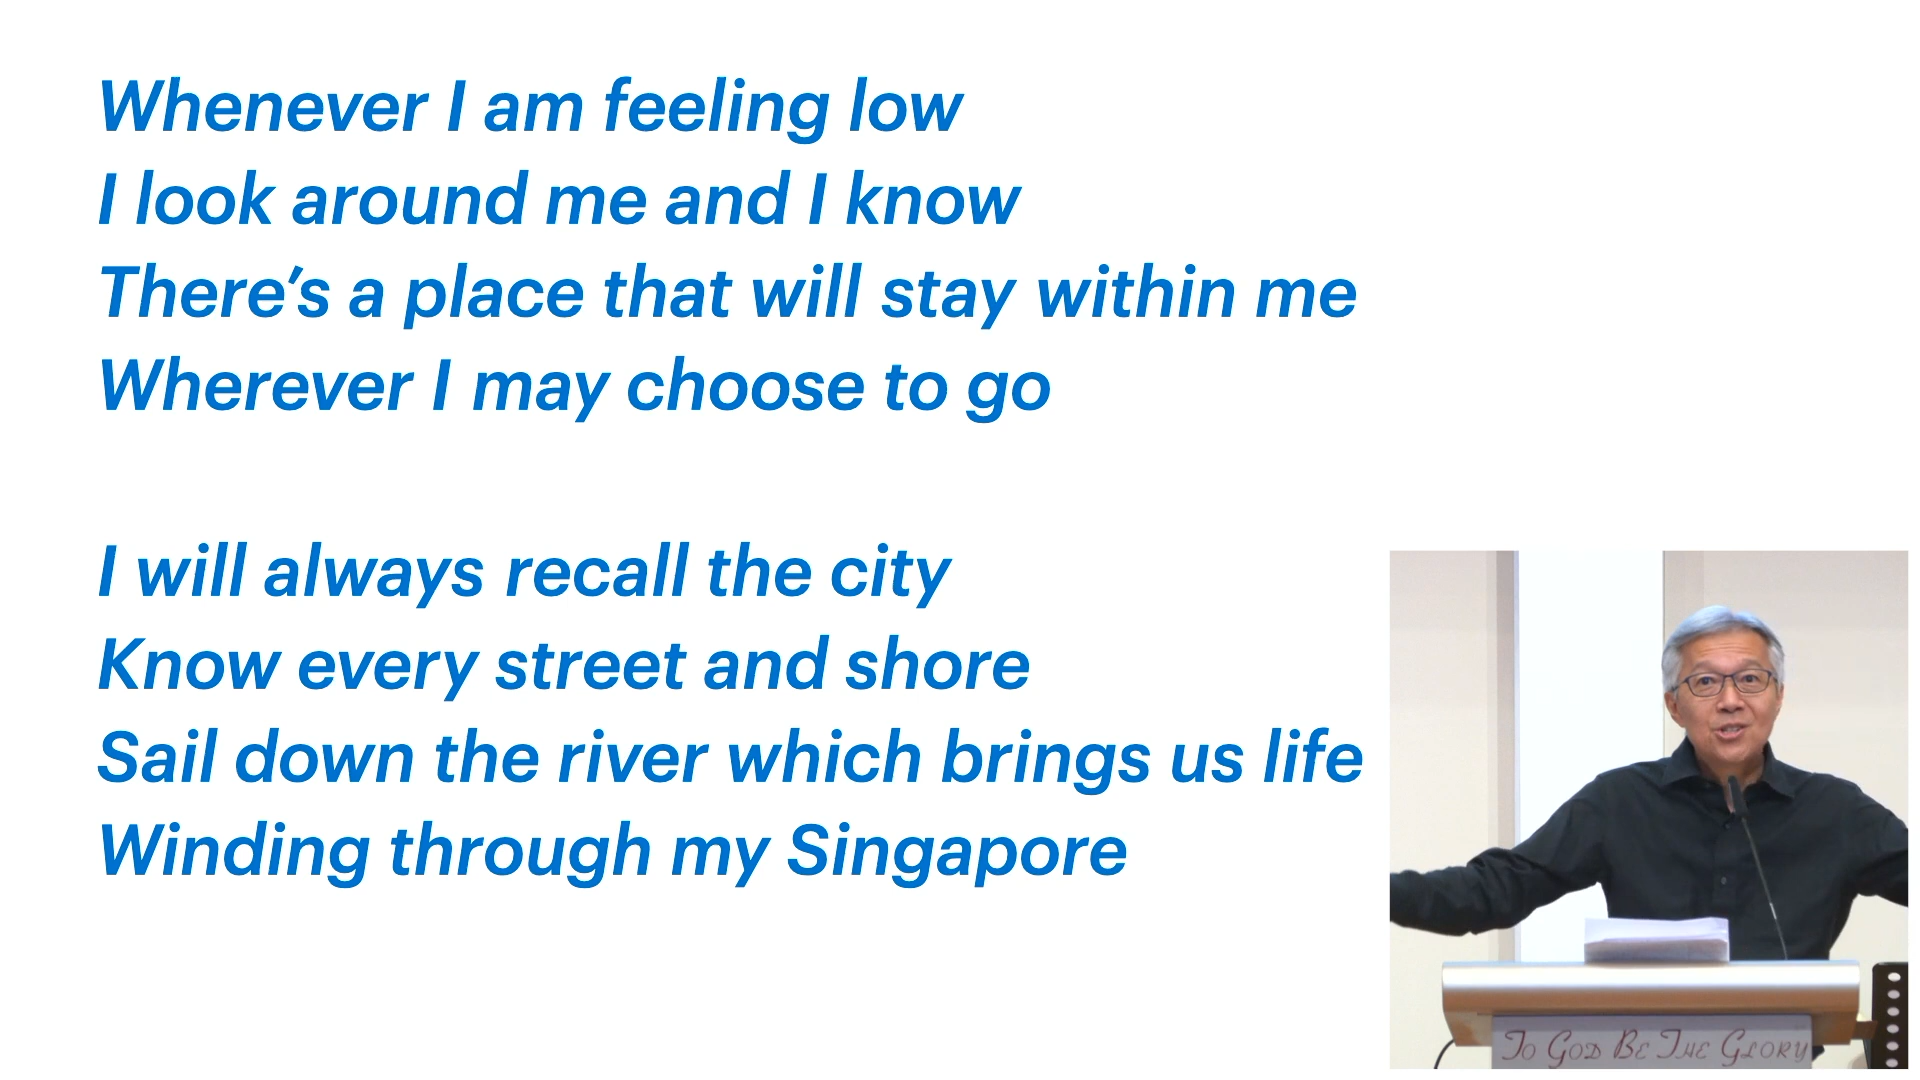 Whenever I am feeling low
I look around me and I know
There’s a place that will stay within me
Wherever I may choose to go
I will always recall the city
Know every street and shore
Sail down the river which brings us life
Winding through my Singapore
To God Be The Glory